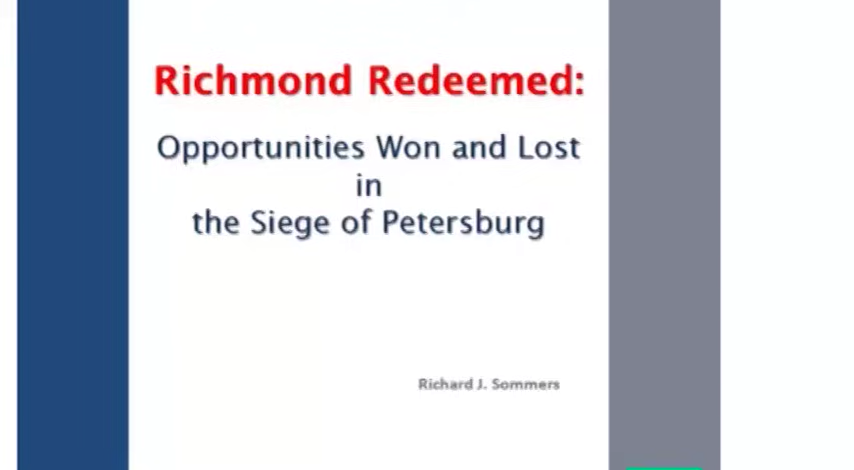 Richmond Redeemed:
Opportunities Won and Lost
in
the Siege of Petersburg
Richard J. Sommers